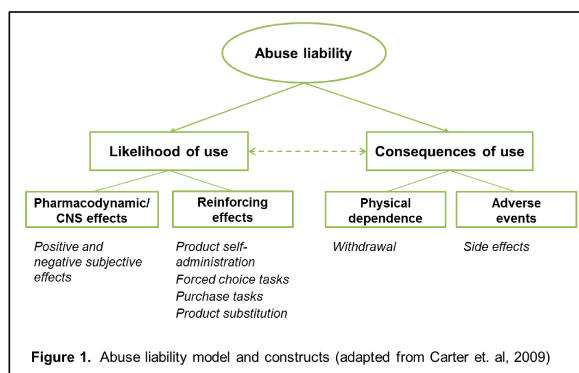 Abuse liability
Likelihood of use
Consequences of use
Pharmacodynamic/
CNS effects
Reinforcing
effects
Physical
dependence
Adverse
events
Positive and
negative subjective
effects
Product self-
administration
Forced choice tasks
Purchase tasks
Product substitution
Withdrawal
Side effects
Figure 1. Abuse liability model and constructs (adapted from Carter et. al, 2009)